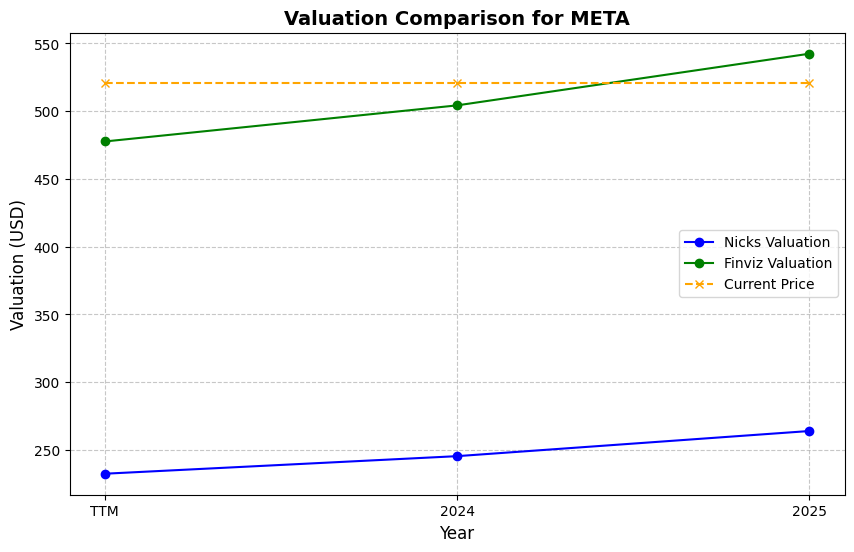 Valuation Comparison for META
Valuation (USD)
550
500
450
400
350
300
250
Nicks Valuation
Finviz Valuation
Current Price
TTM
2024
2025
Year